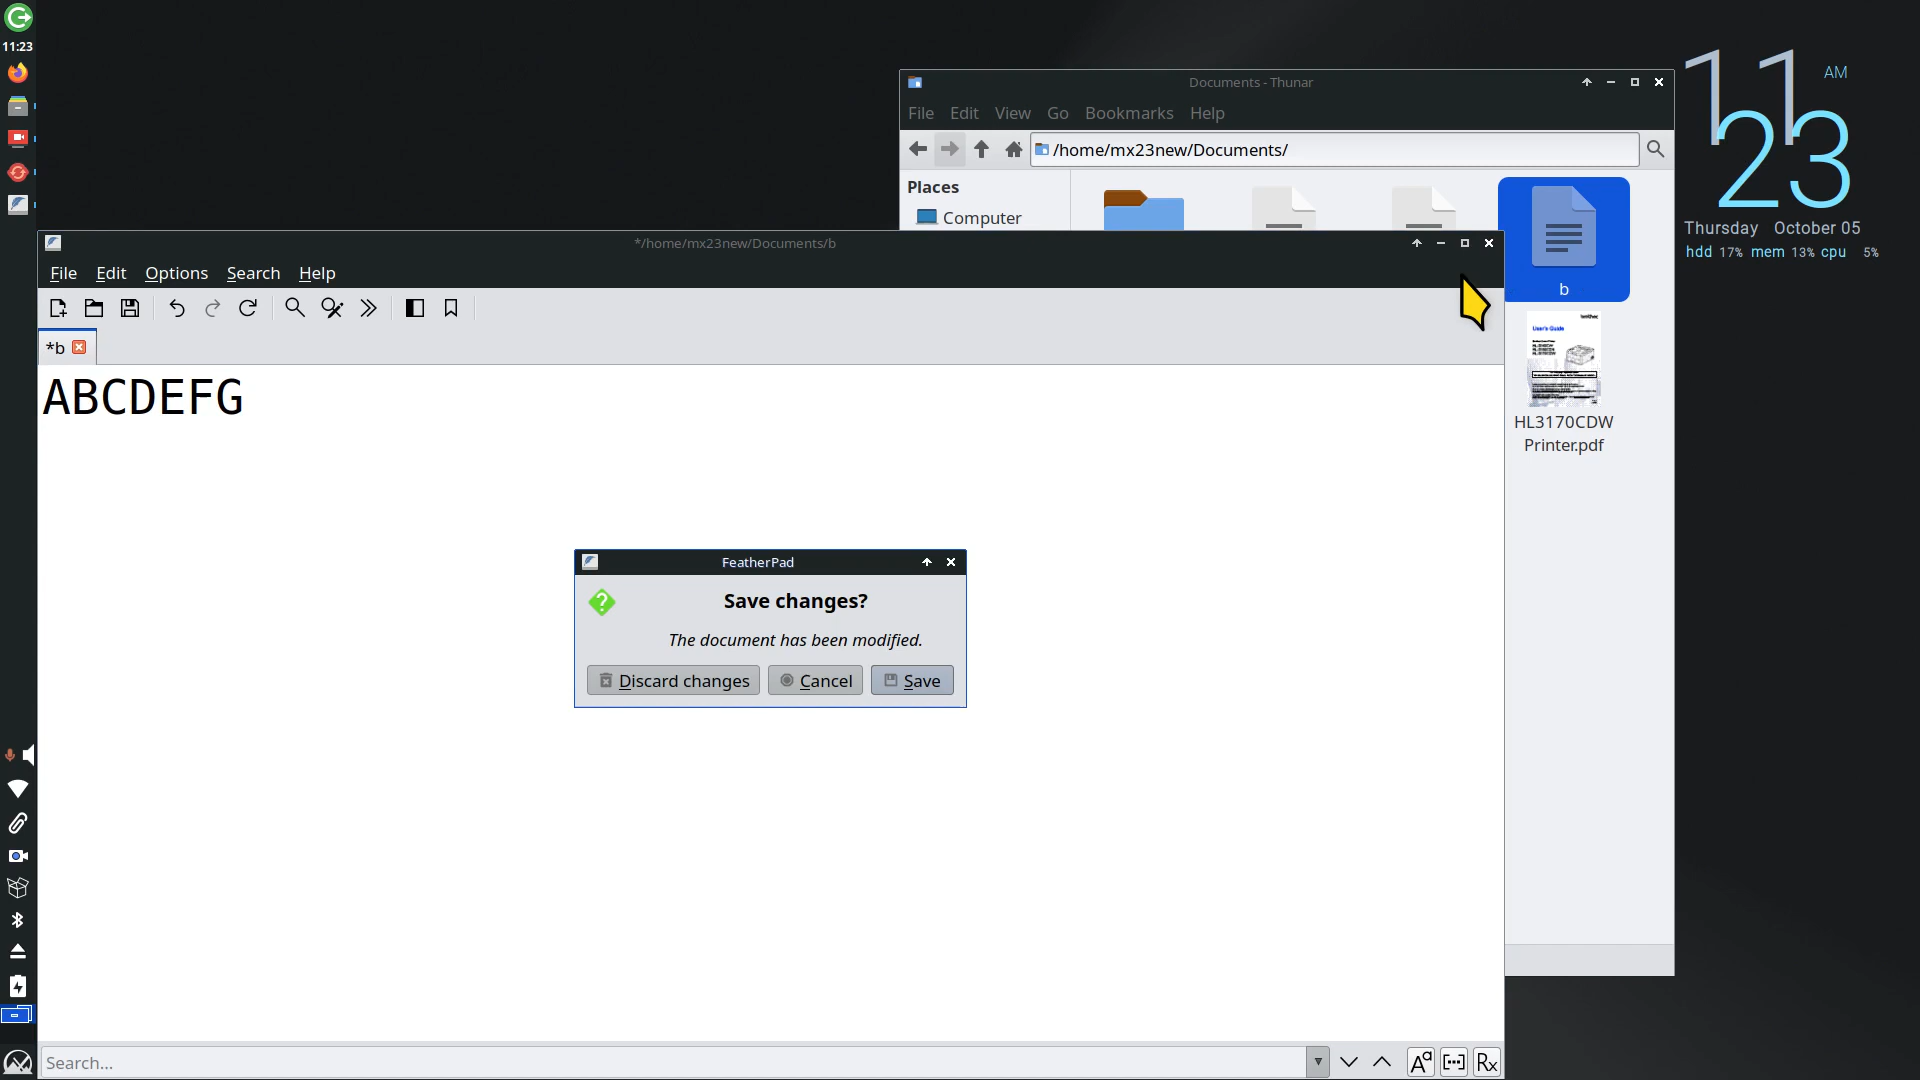 11:23
Documents - Thunar
File Edit View Go Bookmarks Help
/home/mx23new/Documents/
Places
Computer
b
HL3170CDW
Printer.pdf
11 AM
23
Thursday October 05
hdd 17% mem 13% cpu 5%
*/home/mx23new/Documents/b
File Edit Options Search Help
*b
ABCDEFG
FeatherPad
Save changes?
The document has been modified.
Discard changes Cancel Save
Search...
User's Guide